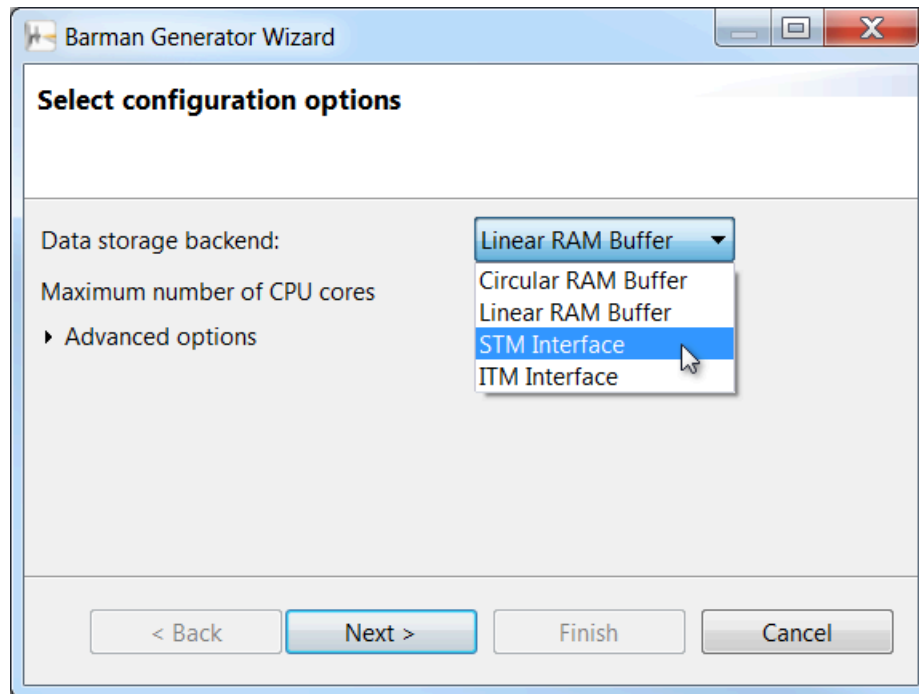 Barman Generator Wizard
Select configuration options
Data storage backend:
Linear RAM Buffer
Circular RAM Buffer
Linear RAM Buffer
STM Interface
ITM Interface
Maximum number of CPU cores
Advanced options
< Back
Next >
Finish
Cancel